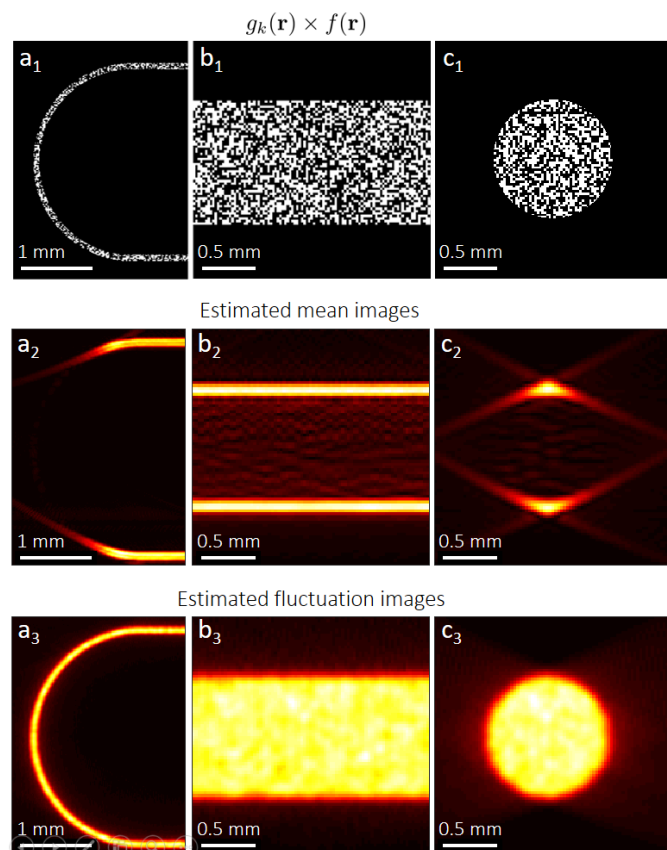 g_k(r) × f(r)
a1 b1 c1
1 mm 0.5 mm 0.5 mm
Estimated mean images
a2 b2 c2
1 mm 0.5 mm 0.5 mm
Estimated fluctuation images
a3 b3 c3
1 mm 0.5 mm 0.5 mm